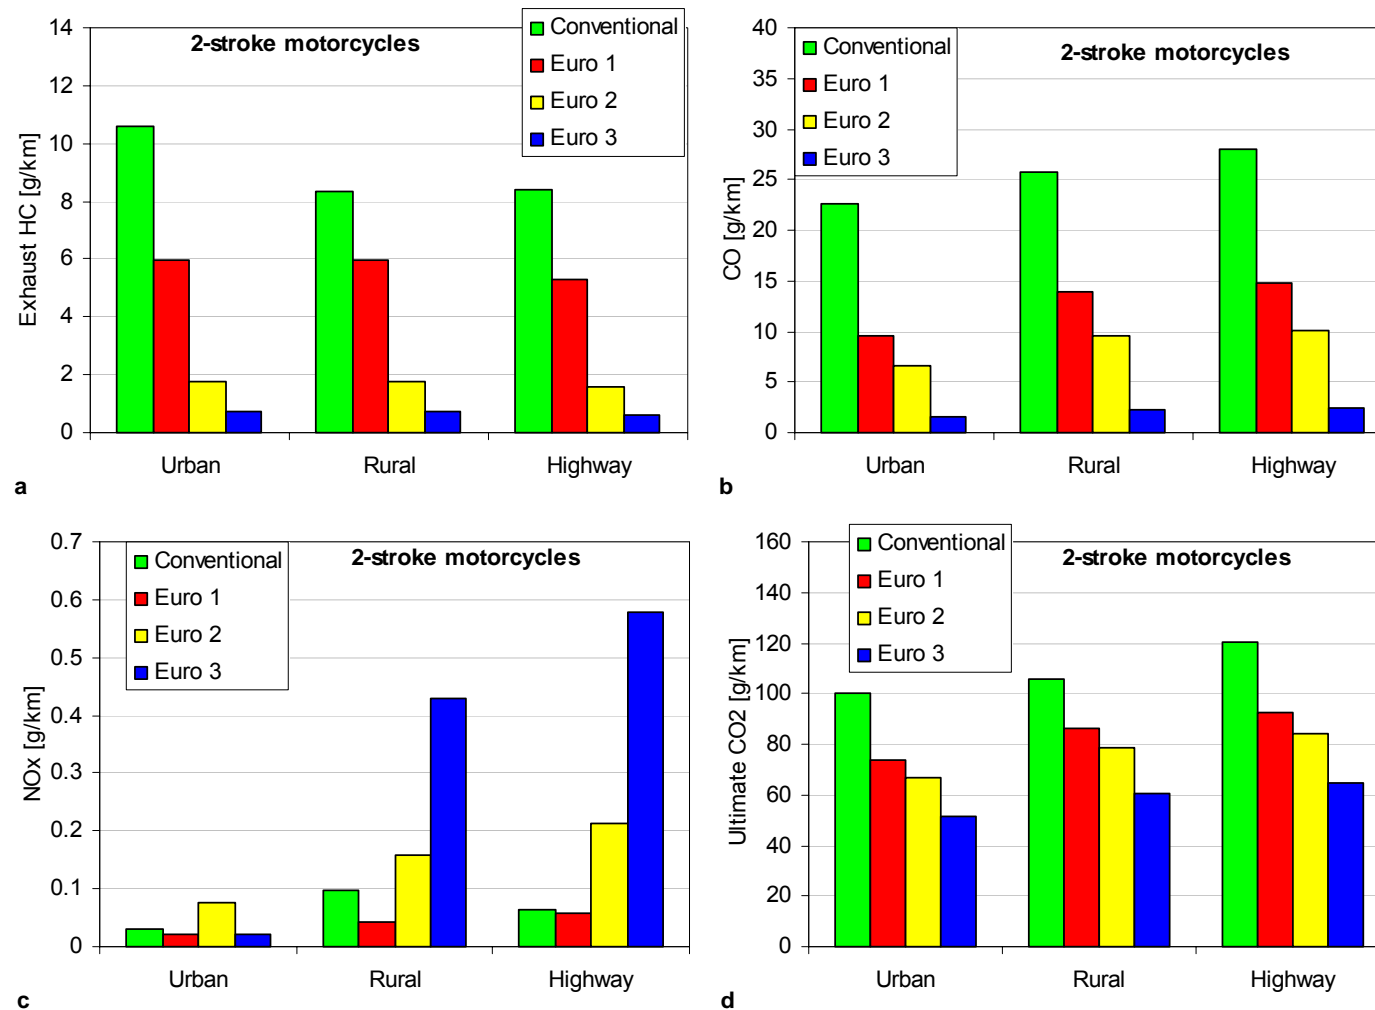 14
12
10
8
6
4
2
0
Exhaust HC [g/km]
2-stroke motorcycles
Conventional
Euro 1
Euro 2
Euro 3
Urban
Rural
Highway
a
40
35
30
25
20
15
10
5
0
CO [g/km]
Conventional
Euro 1
Euro 2
Euro 3
2-stroke motorcycles
Urban
Rural
Highway
b
0.7
0.6
0.5
0.4
0.3
0.2
0.1
0
NOx [g/km]
Conventional
Euro 1
Euro 2
Euro 3
2-stroke motorcycles
Urban
Rural
Highway
c
160
140
120
100
80
60
40
20
0
Ultimate CO2 [g/km]
Conventional
Euro 1
Euro 2
Euro 3
2-stroke motorcycles
Urban
Rural
Highway
d